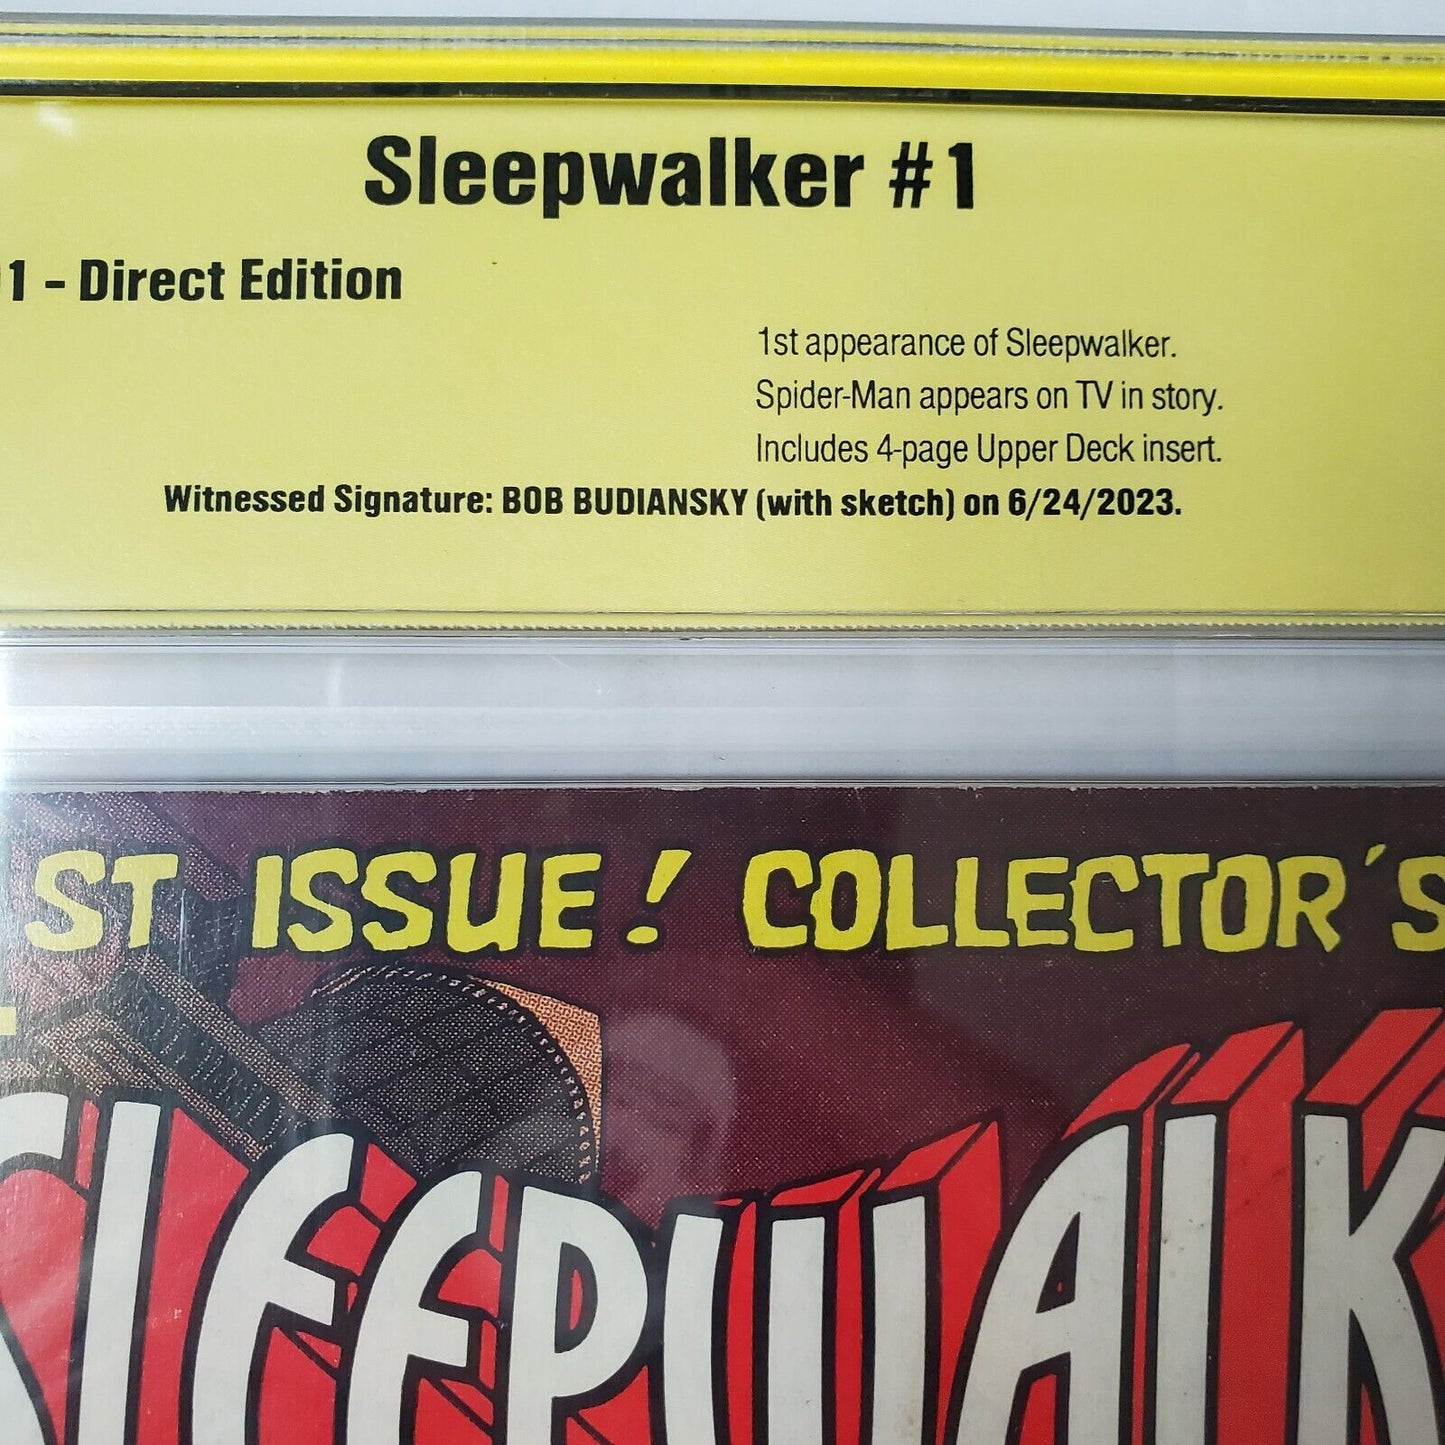 Sleepwalker #1
1 - Direct Edition
1st appearance of Sleepwalker.
Spider-Man appears on TV in story.
Includes 4-page Upper Deck insert.
Witnessed Signature: BOB BUDIANSKY (with sketch) on 6/24/2023.
ST ISSUE! COLLECTOR'S
SLEEPWALK